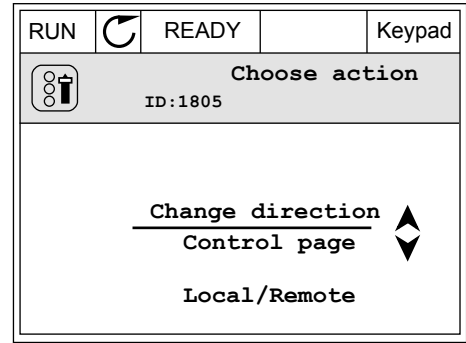 RUN READY Keypad
Choose action
ID:1805
Change direction
Control page
Local/Remote